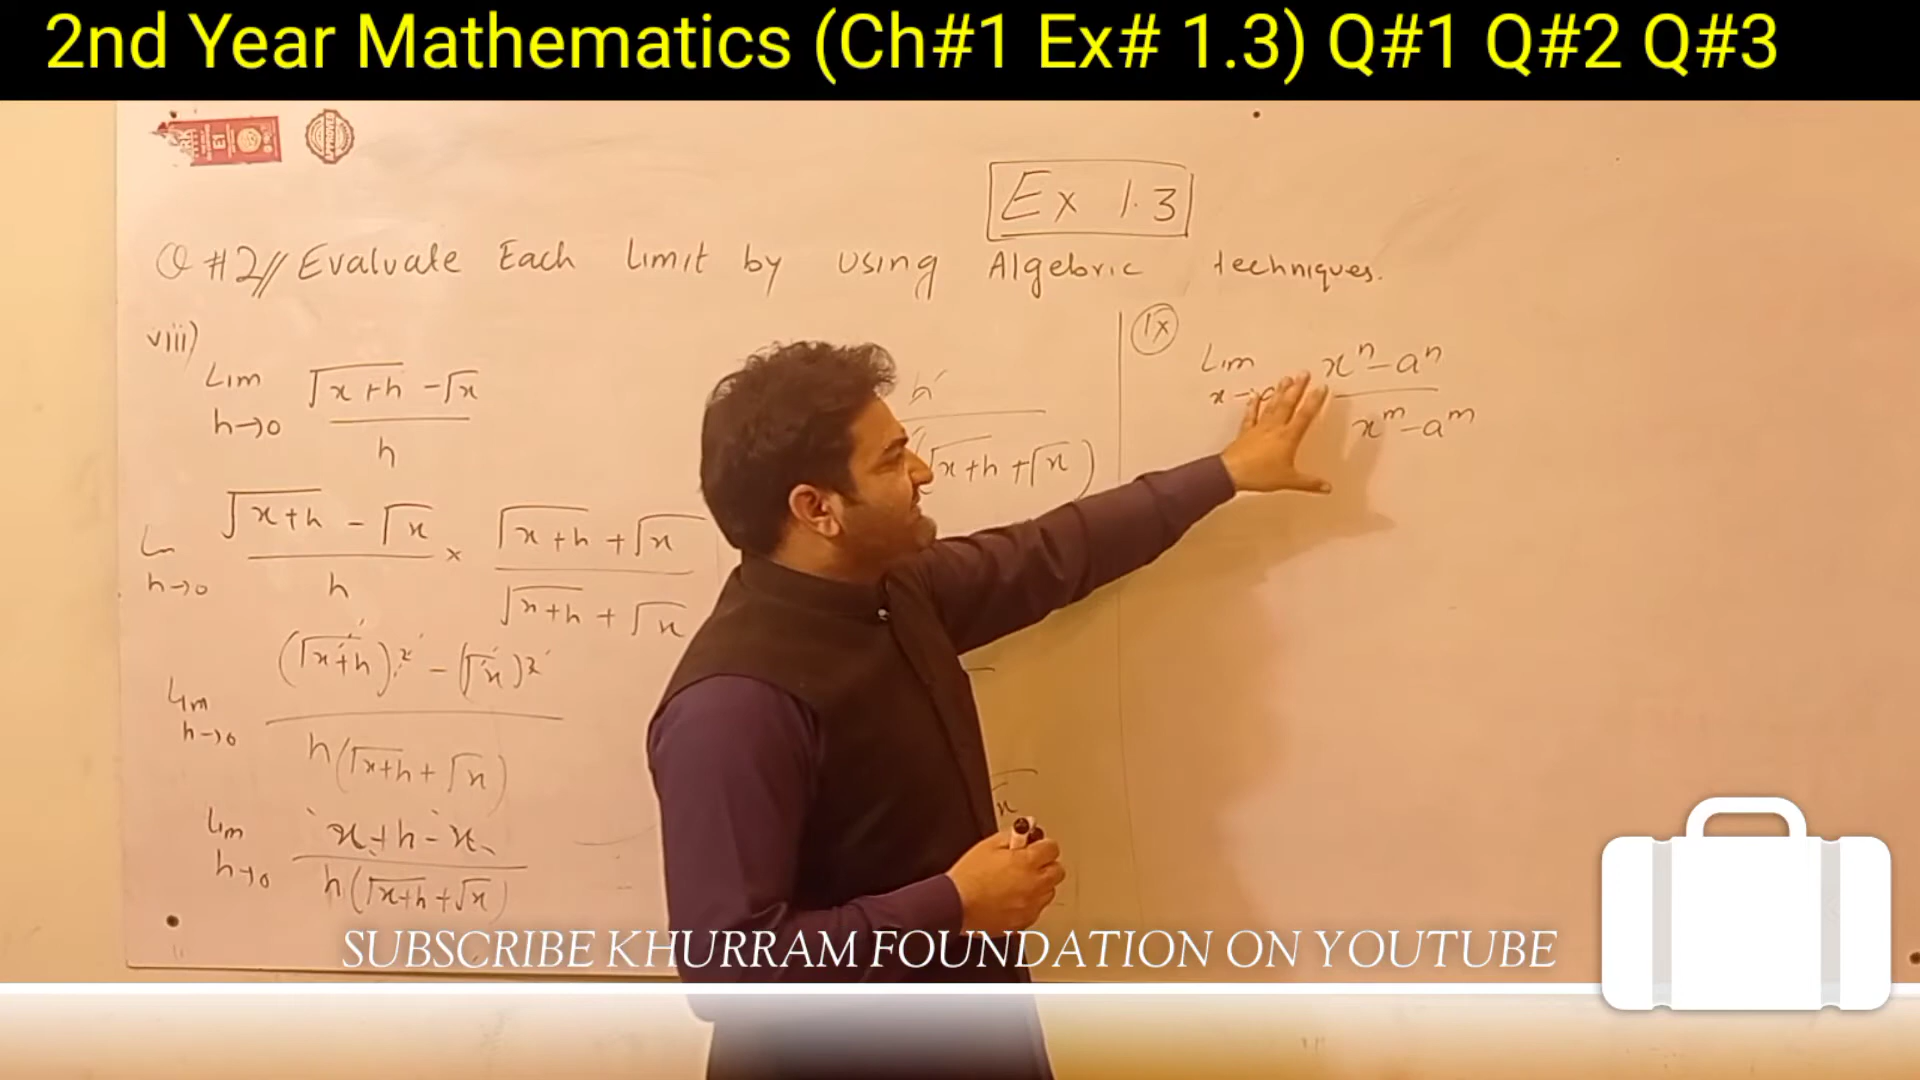 2nd Year Mathematics (Ch#1 Ex# 1.3) Q#1 Q#2 Q#3
E1
APPROVED
Ex 1.3
Q #2// Evaluate Each Limit by using Algebric techniques.
viii)
Lim h→0 √(x+h) - √x / h
L h→0 √(x+h) - √x / h × √(x+h) + √x / √(x+h) + √x
Lim h→0 (√(x+h))² - (√x)² / h(√(x+h) + √x)
Lim h→0 x+h-x / h(√(x+h) + √x)
h / (√(x+h) + √x)
ix
Lim x→ xⁿ - aⁿ / xᵐ - aᵐ
SUBSCRIBE KHURRAM FOUNDATION ON YOUTUBE